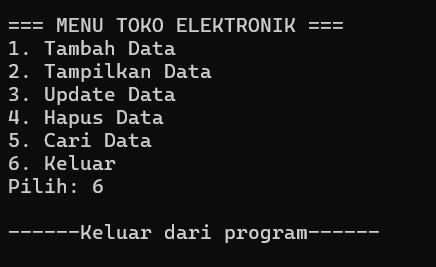 === MENU TOKO ELEKTRONIK ===
1. Tambah Data
2. Tampilkan Data
3. Update Data
4. Hapus Data
5. Cari Data
6. Keluar
Pilih: 6
------Keluar dari program------